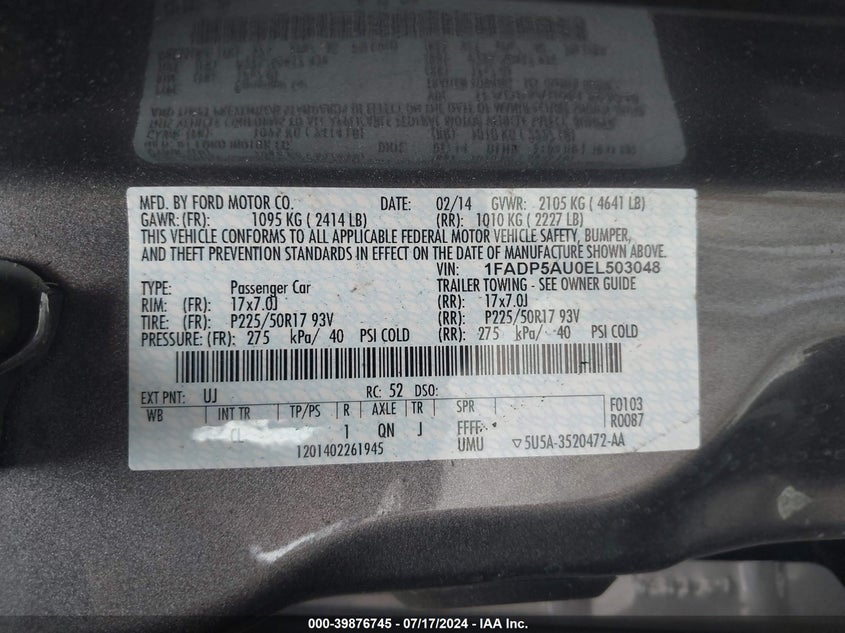 MFD. BY FORD MOTOR CO. DATE: 02/14 GVWR: 2105 KG ( 4641 LB)
GAWR: (FR): 1095 KG ( 2414 LB) (RR): 1010 KG ( 2227 LB)
THIS VEHICLE CONFORMS TO ALL APPLICABLE FEDERAL MOTOR VEHICLE SAFETY, BUMPER,
AND THEFT PREVENTION STANDARDS IN EFFECT ON THE DATE OF MANUFACTURE SHOWN ABOVE.
VIN: 1FADP5AU0EL503048
TYPE: Passenger Car TRAILER TOWING - SEE OWNER GUIDE
RIM: (FR): 17x7.0J (RR): 17x7.0J
TIRE: (FR): P225/50R17 93V (RR): P225/50R17 93V
PRESSURE: (FR): 275 kPa/ 40 PSI COLD (RR): 275 kPa/ 40 PSI COLD
EXT PNT: UJ RC: 52 DSO:
WB INT TR TP/PS R AXLE TR SPR F0103
CL 1 QN J FFFF R0087
1201402261945 UMU ▽5U5A-3520472-AA
000-39876745 - 07/17/2024 - IAA Inc.